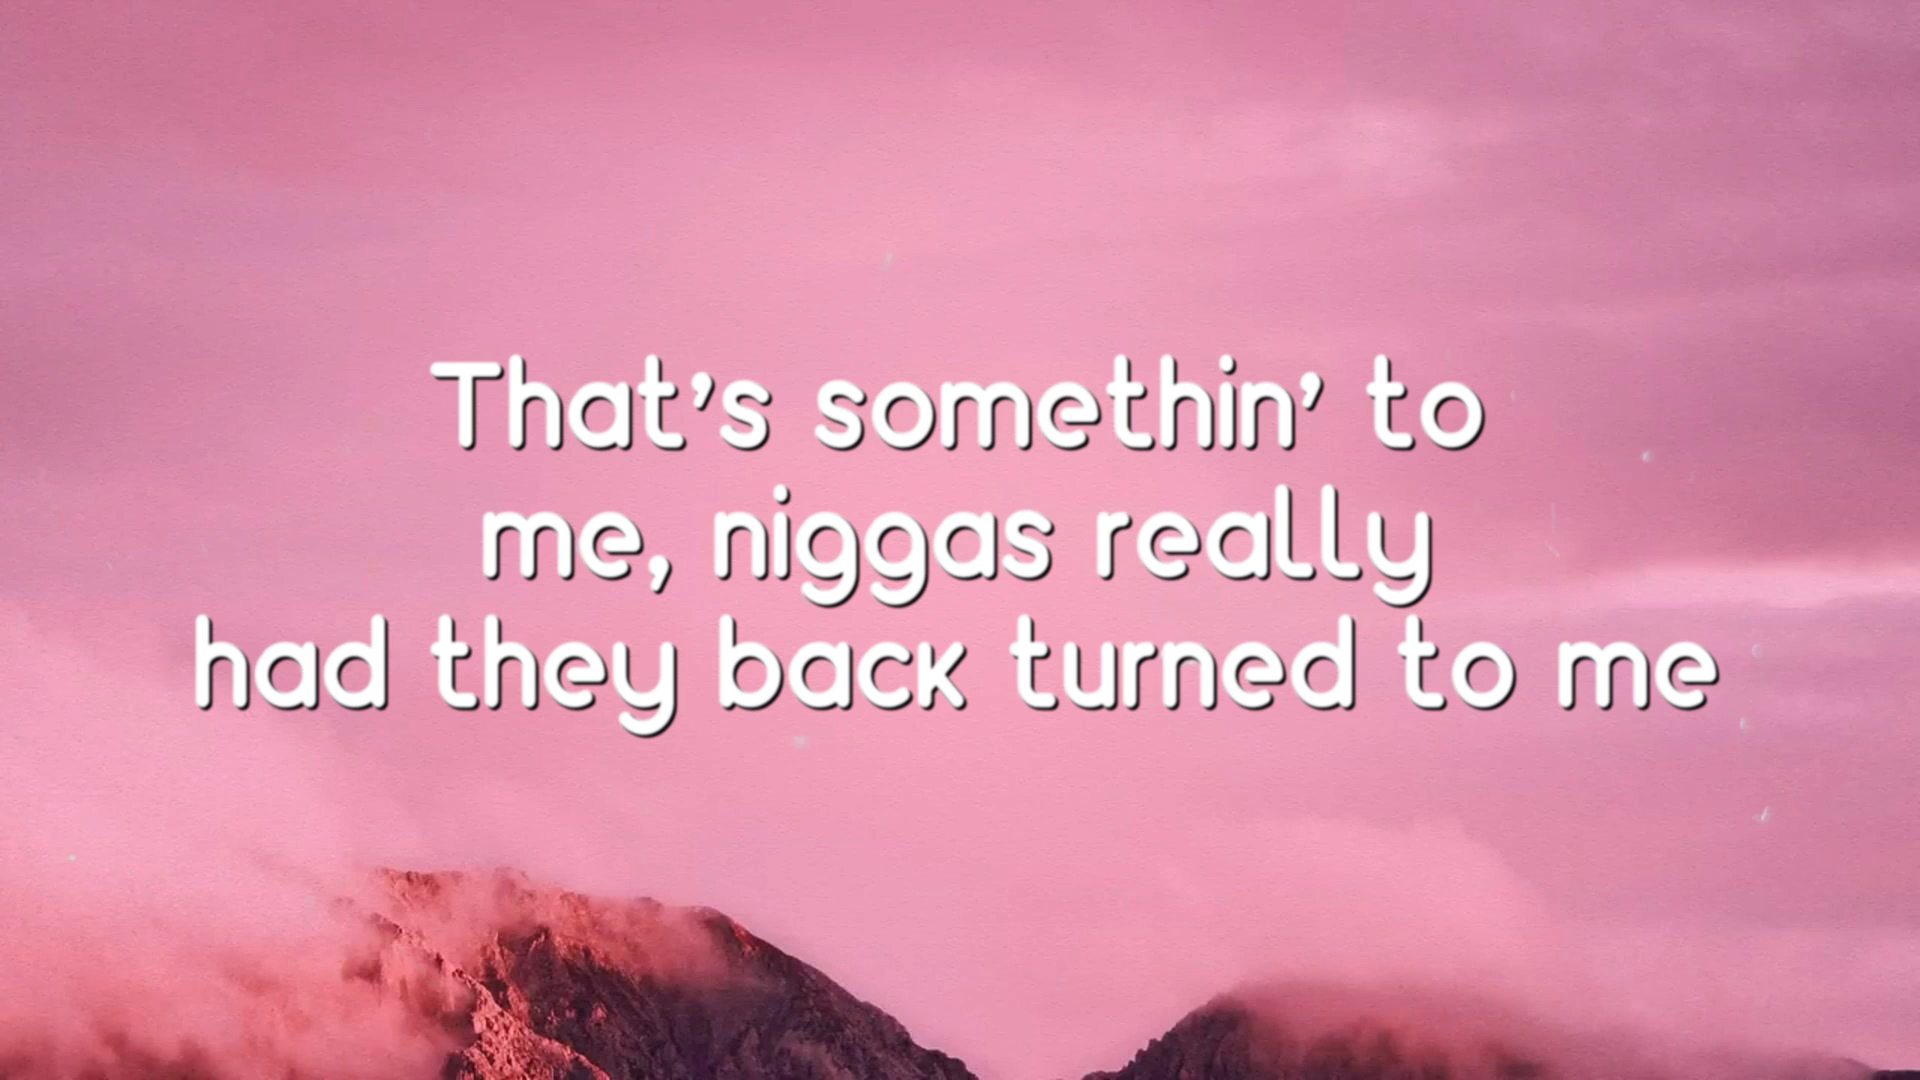 That's somethin' to
me, niggas really
had they back turned to me